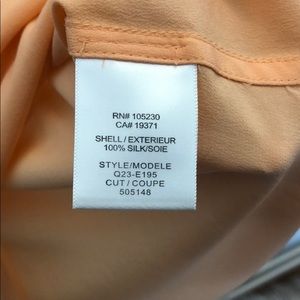 RN# 105230
CA# 19371
SHELL / EXTERIEUR
100% SILK/SOIE
STYLE/MODELE
Q23-E195
CUT / COUPE
505148